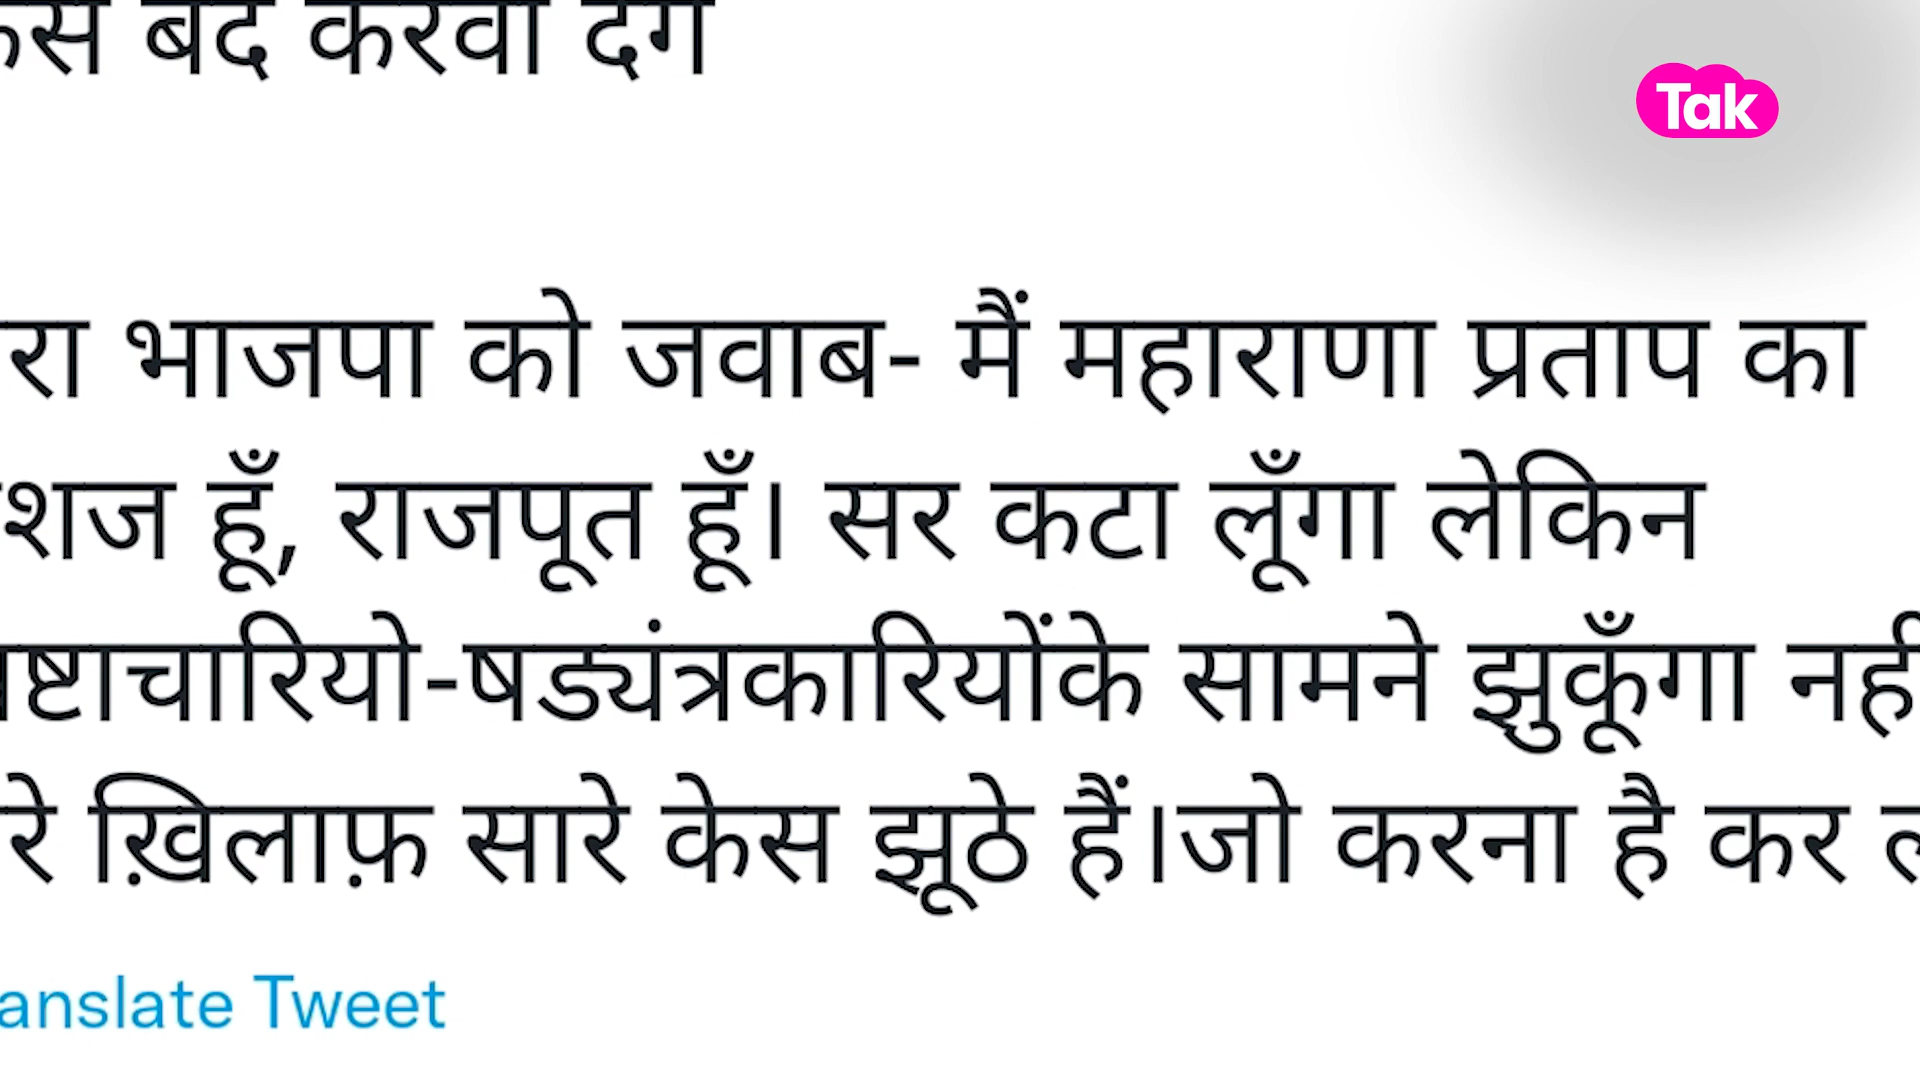 बंद करवा देंगे
Tak
रा भाजपा को जवाब- मैं महाराणा प्रताप का
शज हूँ, राजपूत हूँ। सर कटा लूँगा लेकिन
ष्टाचारियो-षड्यंत्रकारियोंके सामने झुकूँगा नहीं
रे ख़िलाफ़ सारे केस झूठे हैं।जो करना है कर
anslate Tweet